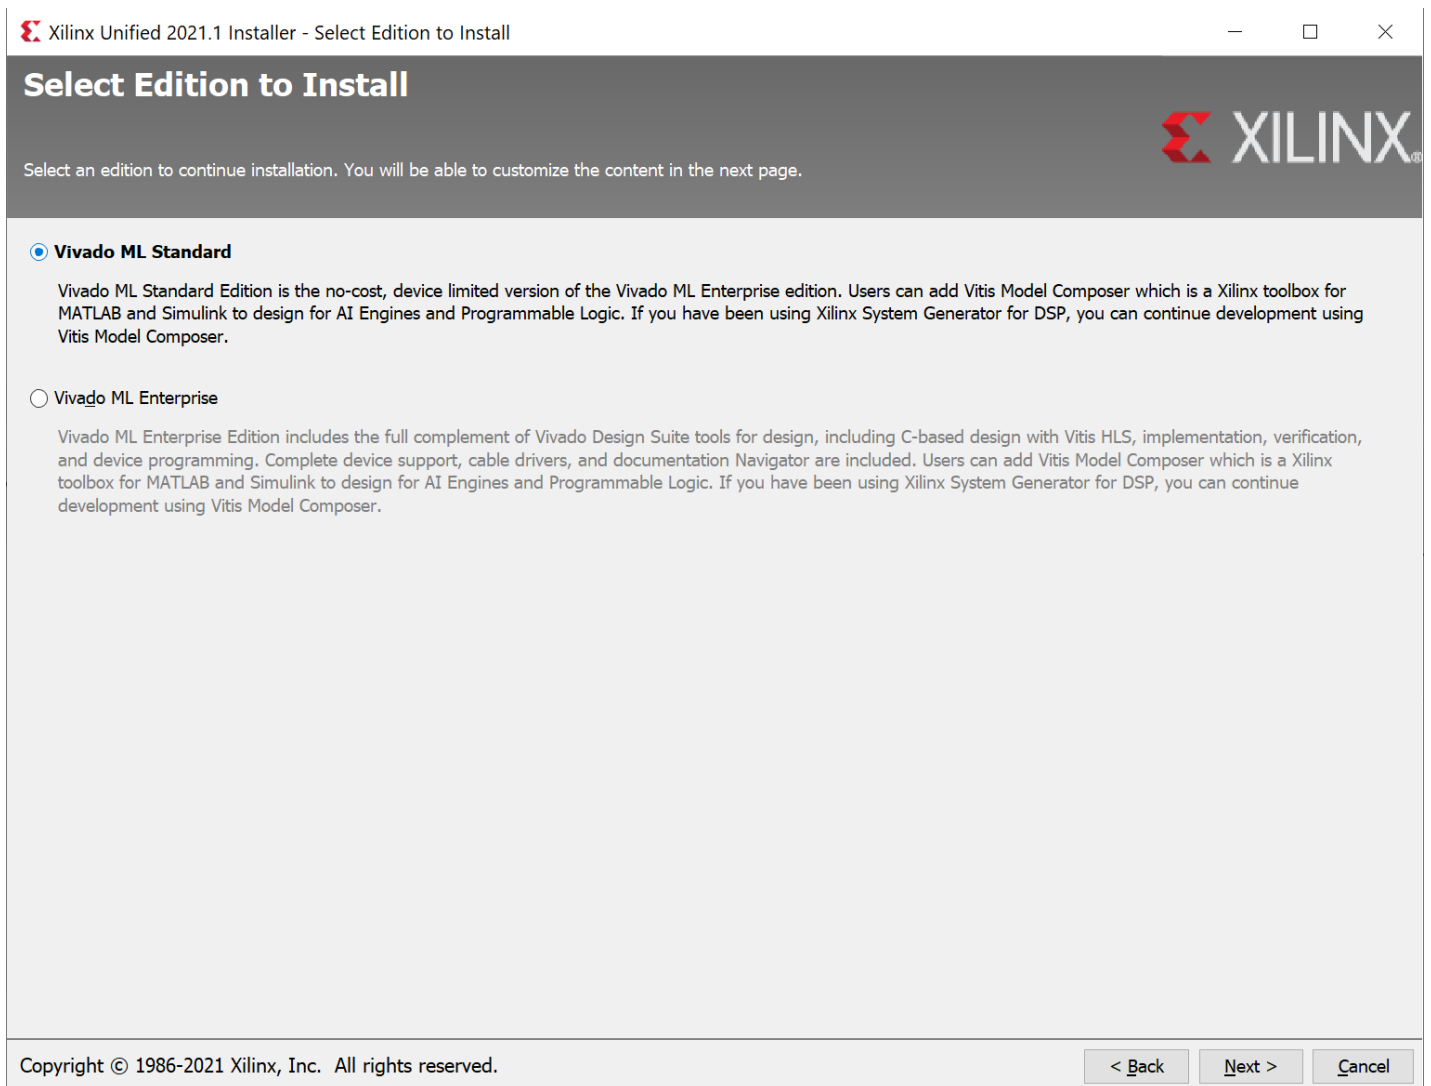 Xilinx Unified 2021.1 Installer - Select Edition to Install
Select Edition to Install
XILINX®
Select an edition to continue installation. You will be able to customize the content in the next page.
Vivado ML Standard
Vivado ML Standard Edition is the no-cost, device limited version of the Vivado ML Enterprise edition. Users can add Vitis Model Composer which is a Xilinx toolbox for
MATLAB and Simulink to design for AI Engines and Programmable Logic. If you have been using Xilinx System Generator for DSP, you can continue development using
Vitis Model Composer.
Vivado ML Enterprise
Vivado ML Enterprise Edition includes the full complement of Vivado Design Suite tools for design, including C-based design with Vitis HLS, implementation, verification,
and device programming. Complete device support, cable drivers, and documentation Navigator are included. Users can add Vitis Model Composer which is a Xilinx
toolbox for MATLAB and Simulink to design for AI Engines and Programmable Logic. If you have been using Xilinx System Generator for DSP, you can continue
development using Vitis Model Composer.
Copyright © 1986-2021 Xilinx, Inc. All rights reserved.
< Back Next > Cancel